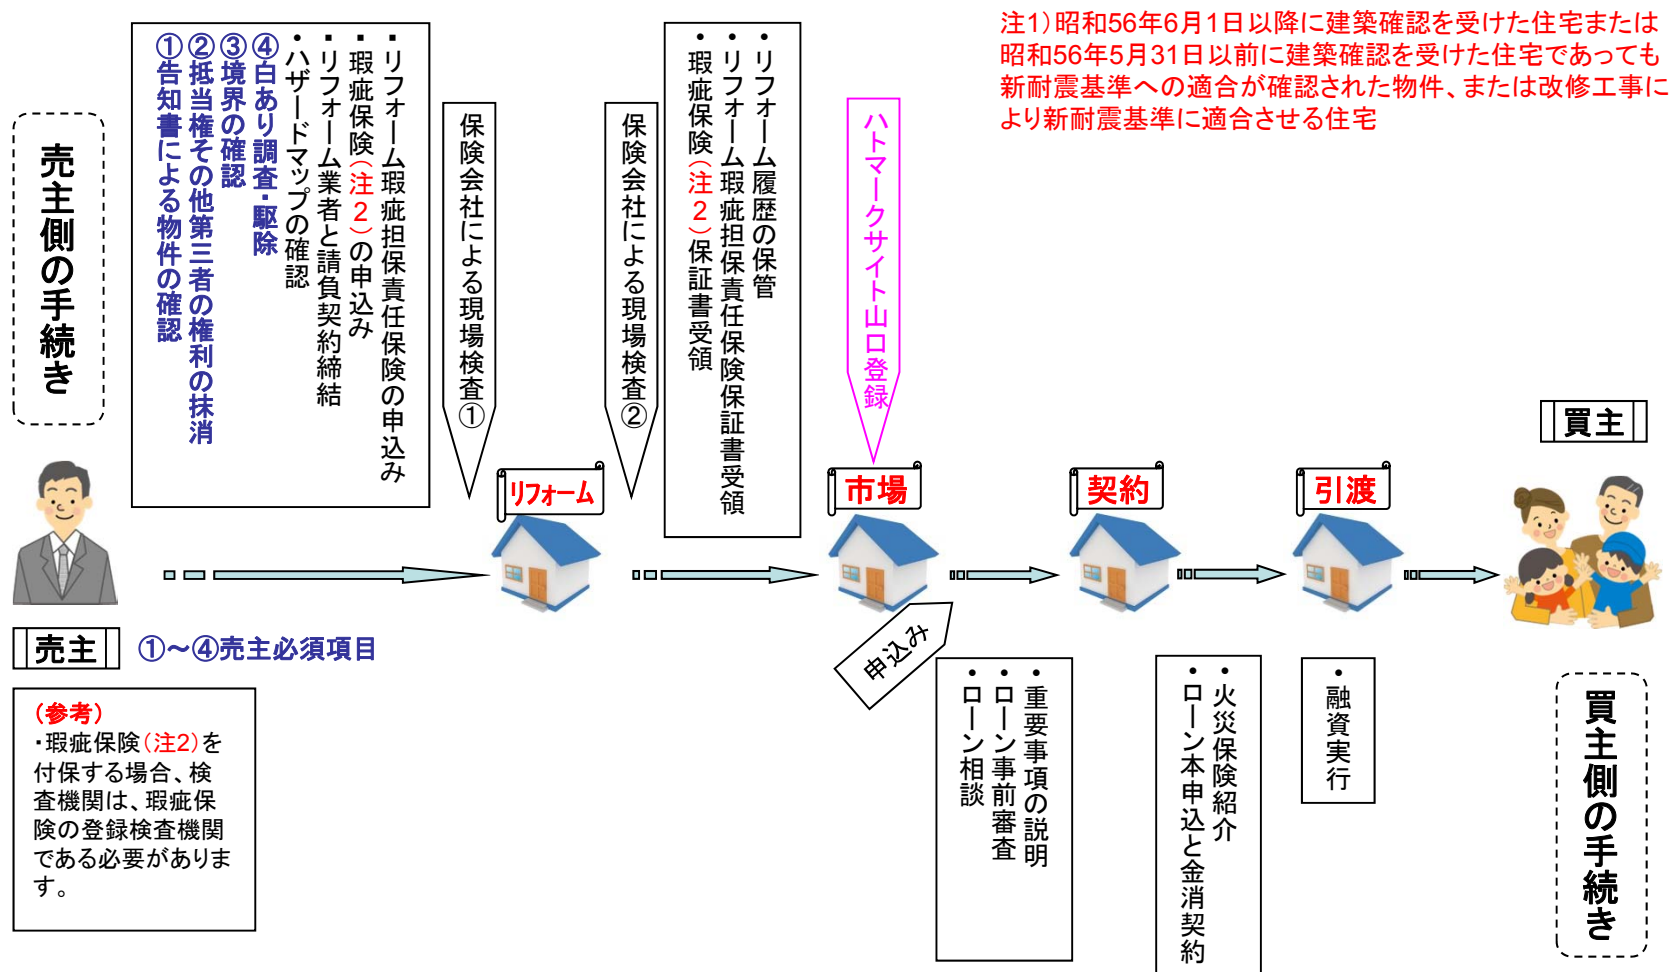 注1）昭和56年6月1日以降に建築確認を受けた住宅または
昭和56年5月31日以前に建築確認を受けた住宅であっても
新耐震基準への適合が確認された物件、または改修工事に
より新耐震基準に適合させる住宅
売主側の手続き
・リフォーム瑕疵担保責任保険の申込み
・瑕疵保険（注2）の申込み
・リフォーム業者と請負契約締結
・ハザードマップの確認
④白あり調査・駆除
③境界の確認
②抵当権その他第三者の権利の抹消
①告知書による物件の確認
保険会社による現場検査①
保険会社による現場検査②
・リフォーム履歴の保管
・リフォーム瑕疵担保責任保険保証書受領
・瑕疵保険（注2）保証書受領
ハトマークサイト山口登録
買主
リフォーム
市場
契約
引渡
売主
①～④売主必須項目
申込み
（参考）
・瑕疵保険（注2）を
付保する場合、検
査機関は、瑕疵保
険の登録検査機関
である必要がありま
す。
・重要事項の説明
・ローン事前審査
・ローン相談
・火災保険紹介
・ローン本申込と金消契約
・融資実行
買主側の手続き